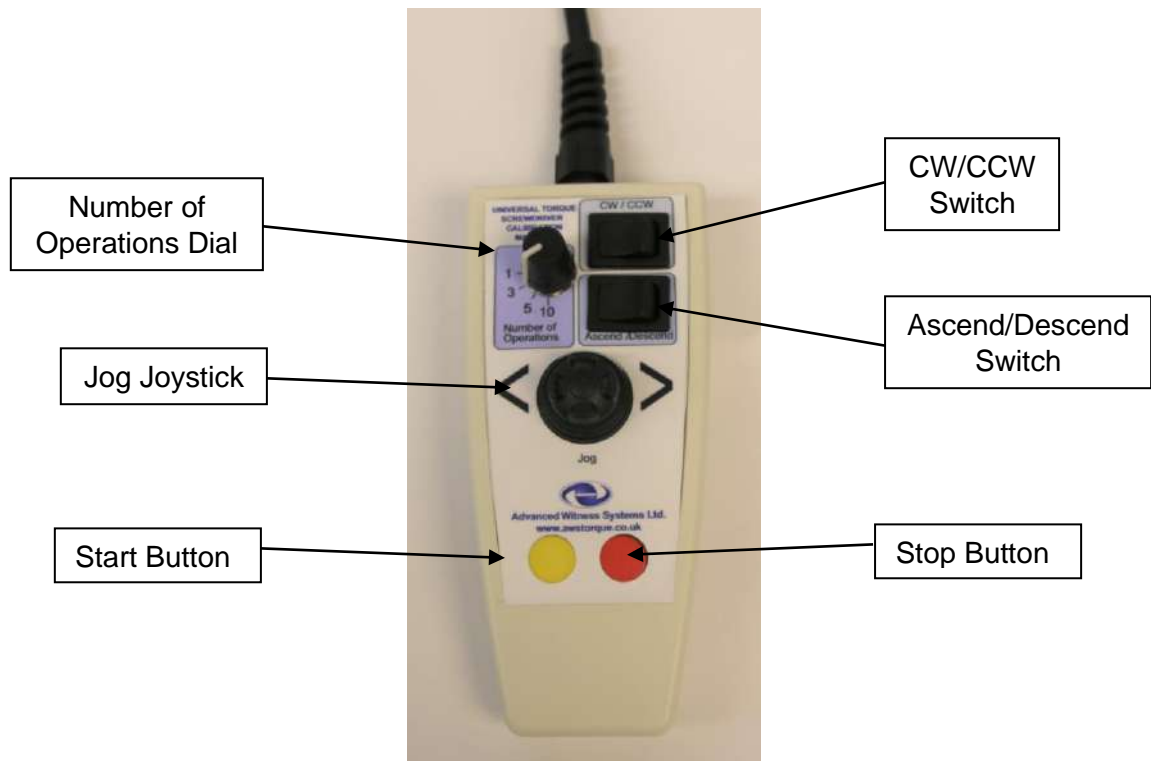 Number of
Operations Dial
Jog Joystick
Start Button
CW/CCW
Switch
Ascend/Descend
Switch
Stop Button
UNIVERSAL TORQUE
SCREWDRIVER
CW / CCW
1
3
5
10
Number of
Operations
Ascend /Descend
<
>
Jog
Advanced Witness Systems Ltd.
www.awstorque.co.uk